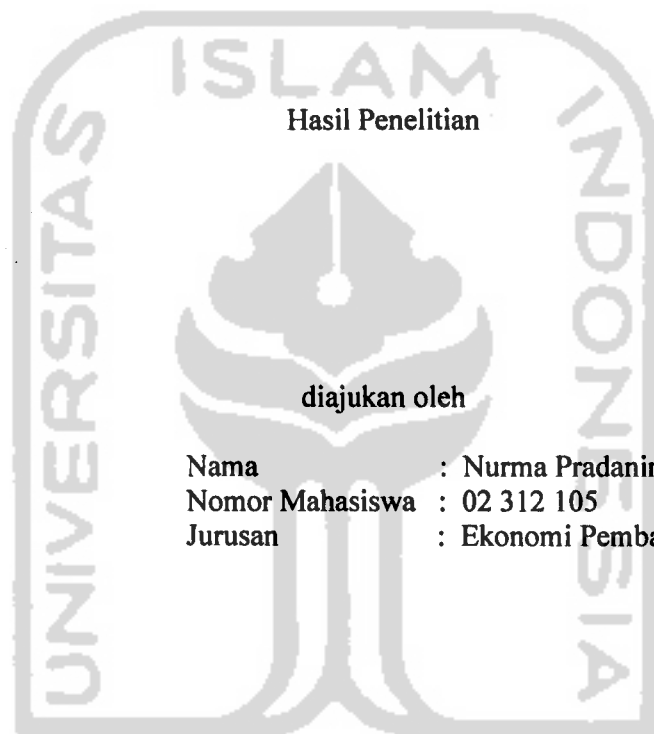 UNIVERSITAS ISLAM INDONESIA
Hasil Penelitian
diajukan oleh
Nama : Nurma Pradanin
Nomor Mahasiswa : 02 312 105
Jurusan : Ekonomi Pemba